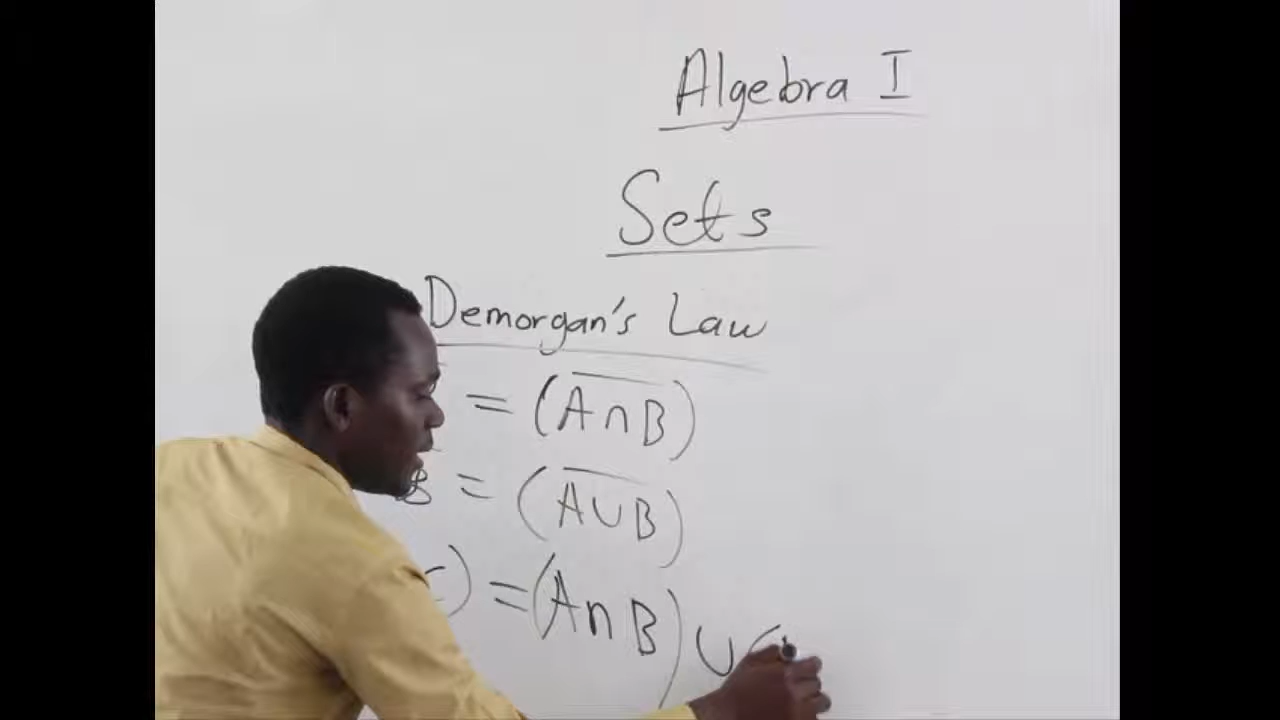 Algebra I
Sets
Demorgan's Law
= (A̅∩̅B̅)
B̅ = (A̅∪̅B̅)
C) = (A∩B) ∪ (